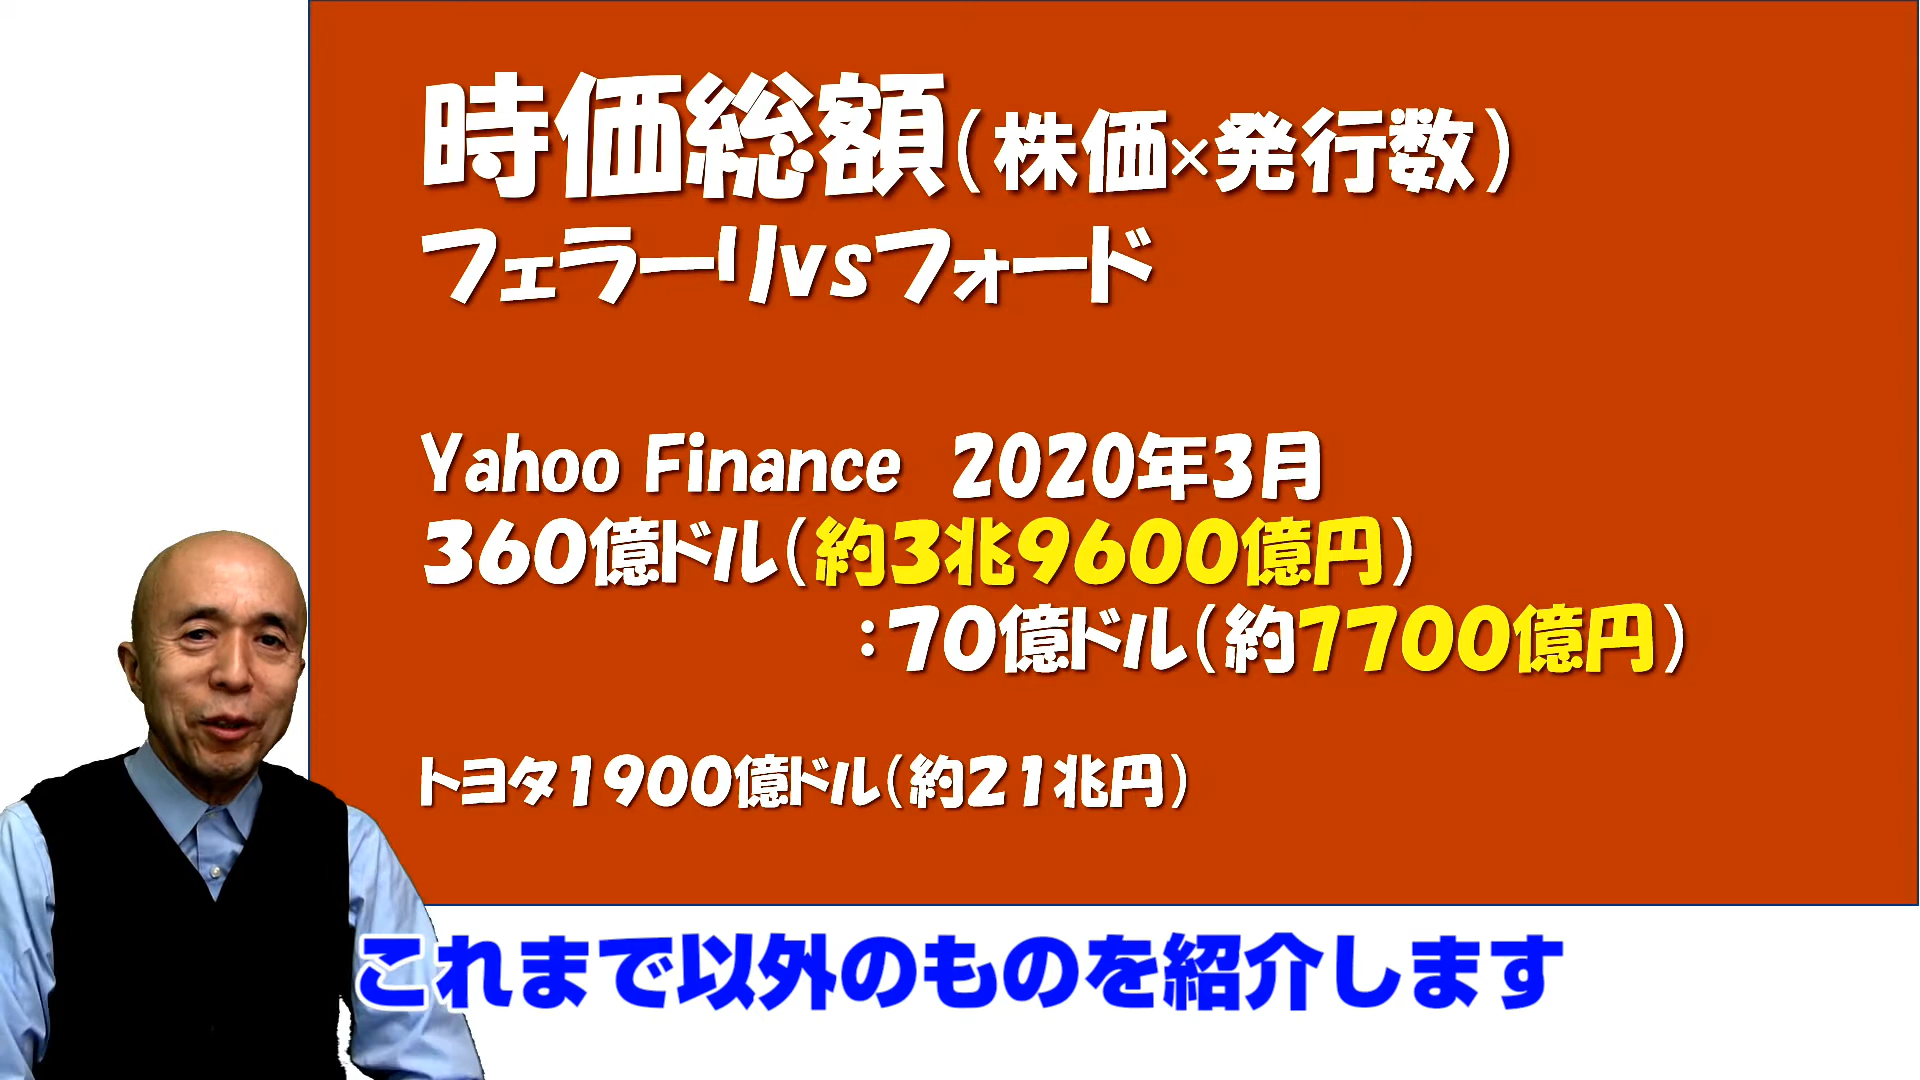 時価総額(株価×発行数)
フェラーリvsフォード
Yahoo Finance 2020年3月
360億ドル(約3兆9600億円)
:70億ドル(約7700億円)
トヨタ1900億ドル(約21兆円)
これまで以外のものを紹介します